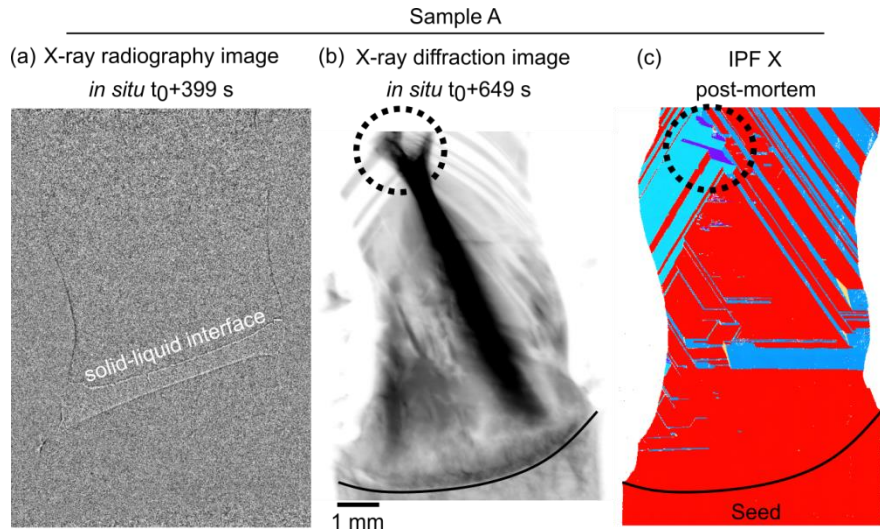 Sample A
(a) X-ray radiography image
in situ t0+399 s
(b) X-ray diffraction image
in situ t0+649 s
(c) IPF X
post-mortem
solid-liquid interface
1 mm
Seed